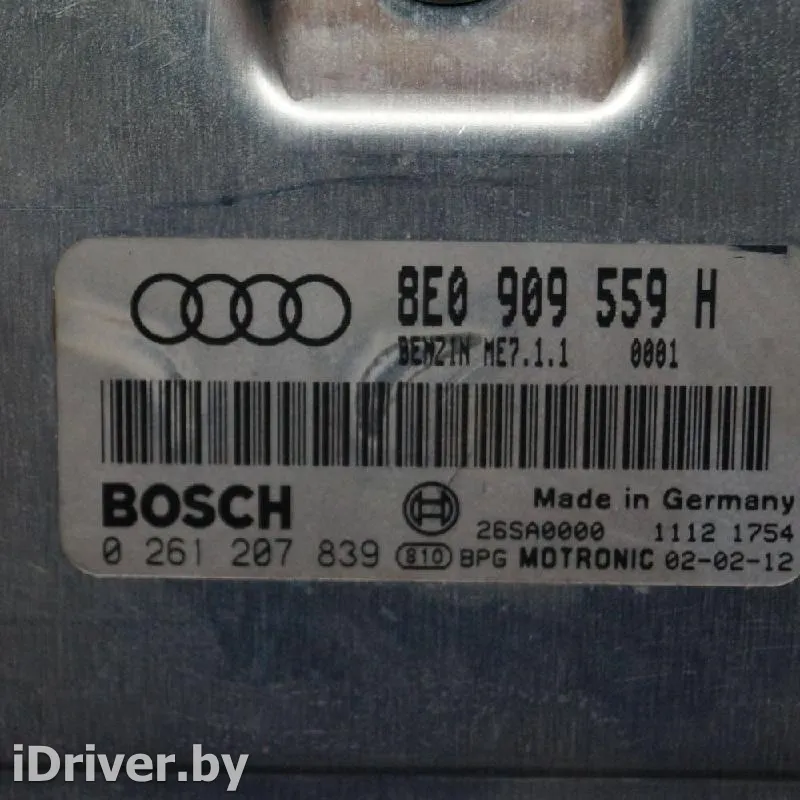 8E0 909 559 H
BENZIN ME7.1.1 0001
BOSCH
Made in Germany
26SA0000 1112 1754
0 261 207 839 810 BPG MOTRONIC 02-02-12
iDriver.by